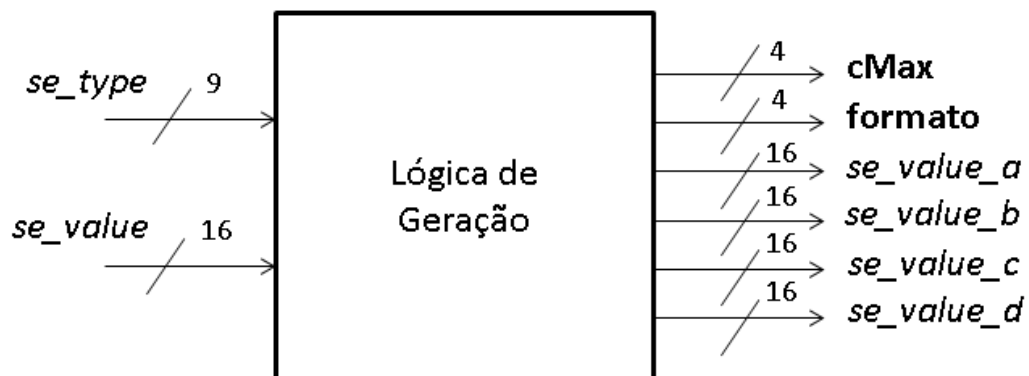 se_type
9
se_value
16
Lógica de
Geração
4
cMax
4
formato
16
se_value_a
16
se_value_b
16
se_value_c
16
se_value_d